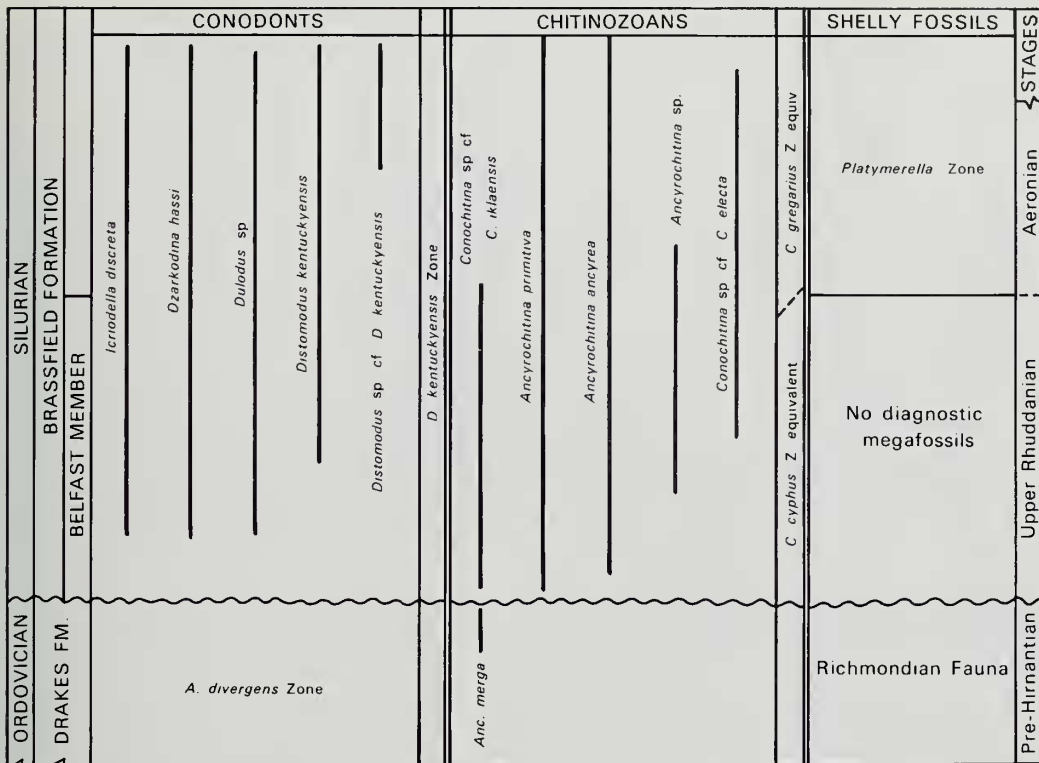 CONODONTS
CHITINOZOANS
SHELLY FOSSILS
STAGES
SILURIAN
BRASSFIELD FORMATION
BELFAST MEMBER
Icriodella discreta
Ozarkodina hassi
Dulodus sp
Distomodus kentuckyensis
Distomodus sp cf D kentuckyensis
D kentuckyensis Zone
Conochitina sp cf
C. iklaensis
Ancyrochitina primitiva
Ancyrochitina ancyrea
Ancyrochitina sp.
Conochitina sp cf C electa
C gregarius Z equiv
C cyphus Z equivalent
Platymerella Zone
No diagnostic
megafossils
Aeronian
Upper Rhuddanian
ORDOVICIAN
DRAKES FM.
A. divergens Zone
Anc. merga
Richmondian Fauna
Pre-Hirnantian